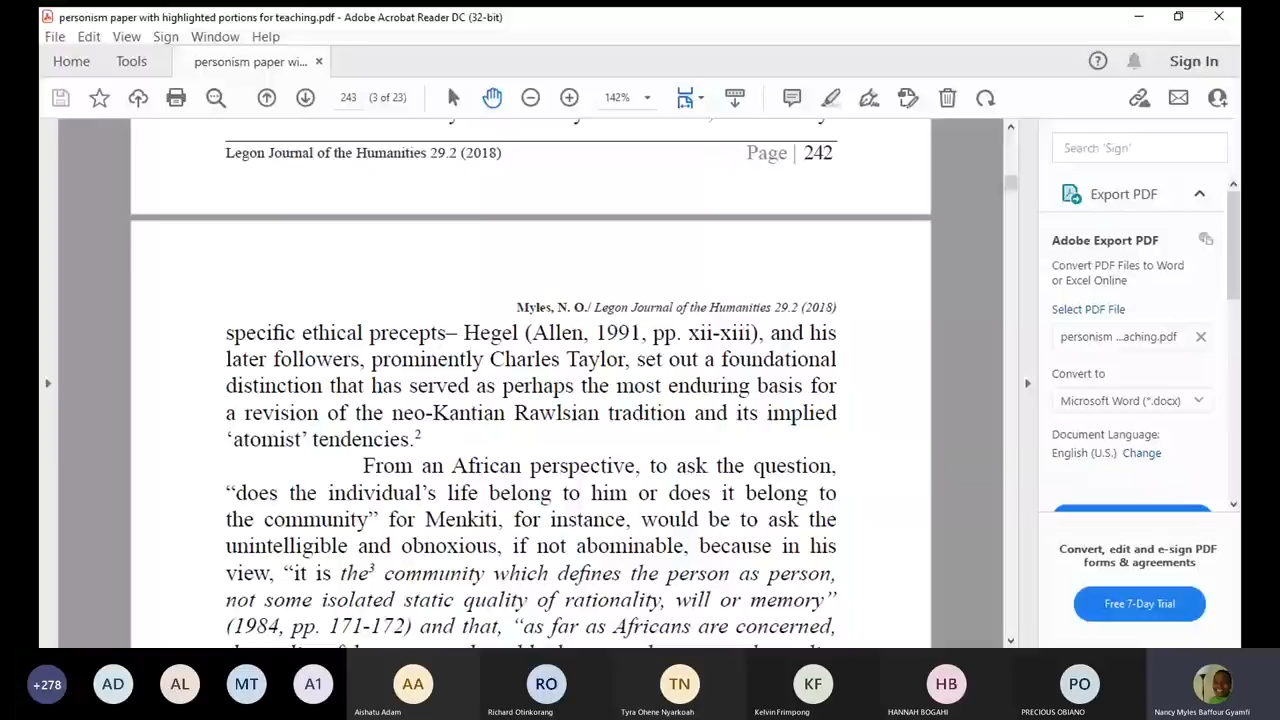 personism paper with highlighted portions for teaching.pdf - Adobe Acrobat Reader DC (32-bit)
File Edit View Sign Window Help
Home Tools personism paper wi... × Sign In
243 (3 of 23) 142%
Legon Journal of the Humanities 29.2 (2018) Page | 242
Myles, N. O./ Legon Journal of the Humanities 29.2 (2018)
specific ethical precepts– Hegel (Allen, 1991, pp. xii-xiii), and his
later followers, prominently Charles Taylor, set out a foundational
distinction that has served as perhaps the most enduring basis for
a revision of the neo-Kantian Rawlsian tradition and its implied
‘atomist’ tendencies.2
From an African perspective, to ask the question,
“does the individual’s life belong to him or does it belong to
the community” for Menkiti, for instance, would be to ask the
unintelligible and obnoxious, if not abominable, because in his
view, “it is the3 community which defines the person as person,
not some isolated static quality of rationality, will or memory”
(1984, pp. 171-172) and that, “as far as Africans are concerned,
Search 'Sign'
Export PDF
Adobe Export PDF
Convert PDF Files to Word
or Excel Online
Select PDF File
personism ...aching.pdf
Convert to
Microsoft Word (*.docx)
Document Language:
English (U.S.) Change
Convert, edit and e-sign PDF
forms & agreements
Free 7-Day Trial
+278 AD AL MT A1 AA RO TN KF HB PO
Aishatu Adam Richard Otinkorang Tyra Ohene Nyarkoah Kelvin Frimpong HANNAH BOGAHI PRECIOUS OBIANO Nancy Myles Baffour Gyamfi